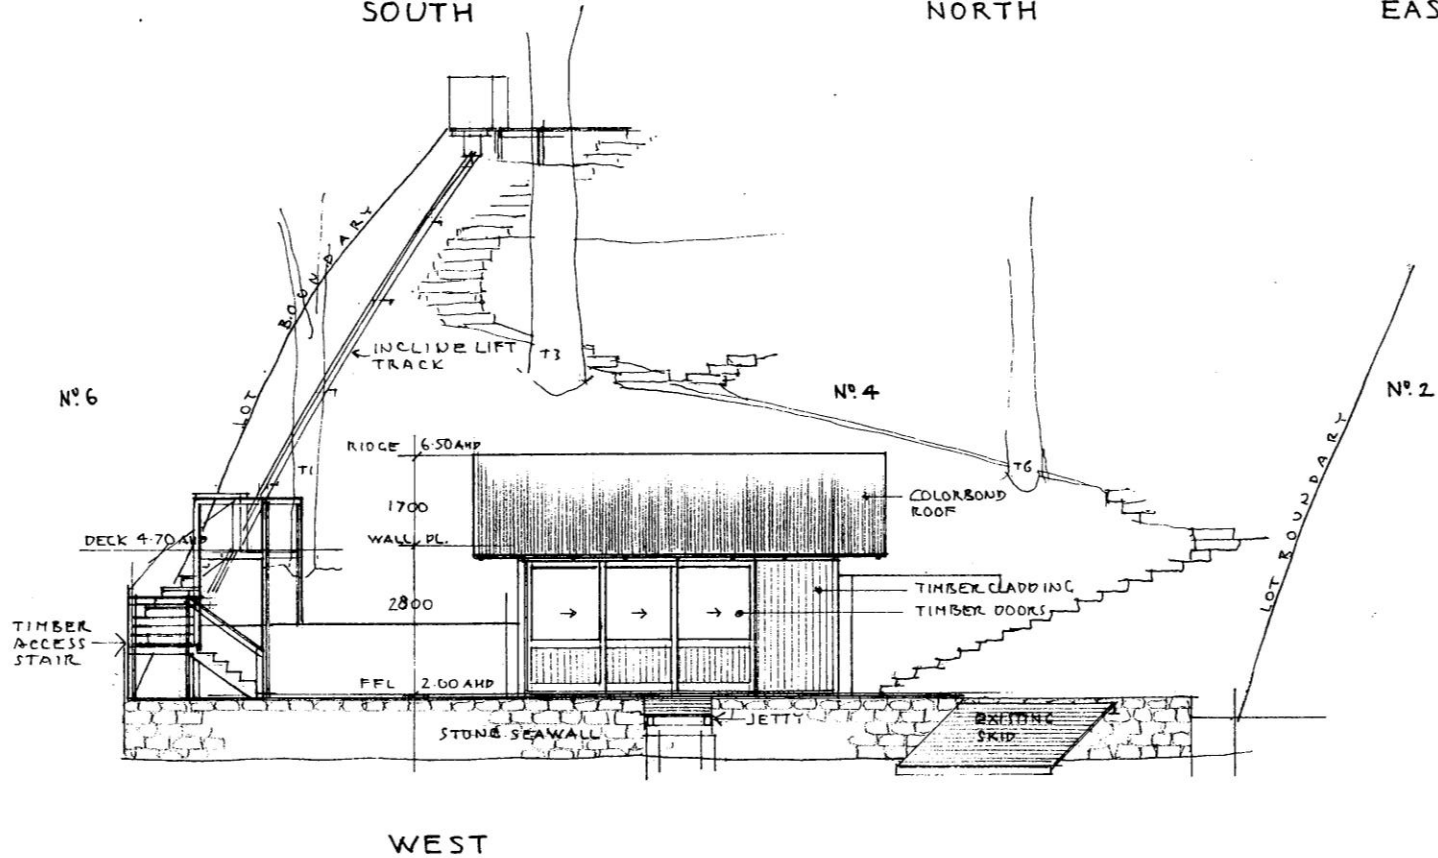 SOUTH
NORTH
EAS
LOT BOUNDARY
INCLINE LIFT
TRACK
T3
Nº. 6
Nº. 4
Nº. 2
RIDGE 6.50 AHD
T1
T6
1700
COLORBOND
ROOF
DECK 4.70 AHD
WALL PL.
LOT BOUNDARY
TIMBER CLADDING
TIMBER DOORS
2800
TIMBER
ACCESS
STAIR
FFL 2.00 AHD
JETTY
STONE SEAWALL
EXISTING
SKID
WEST